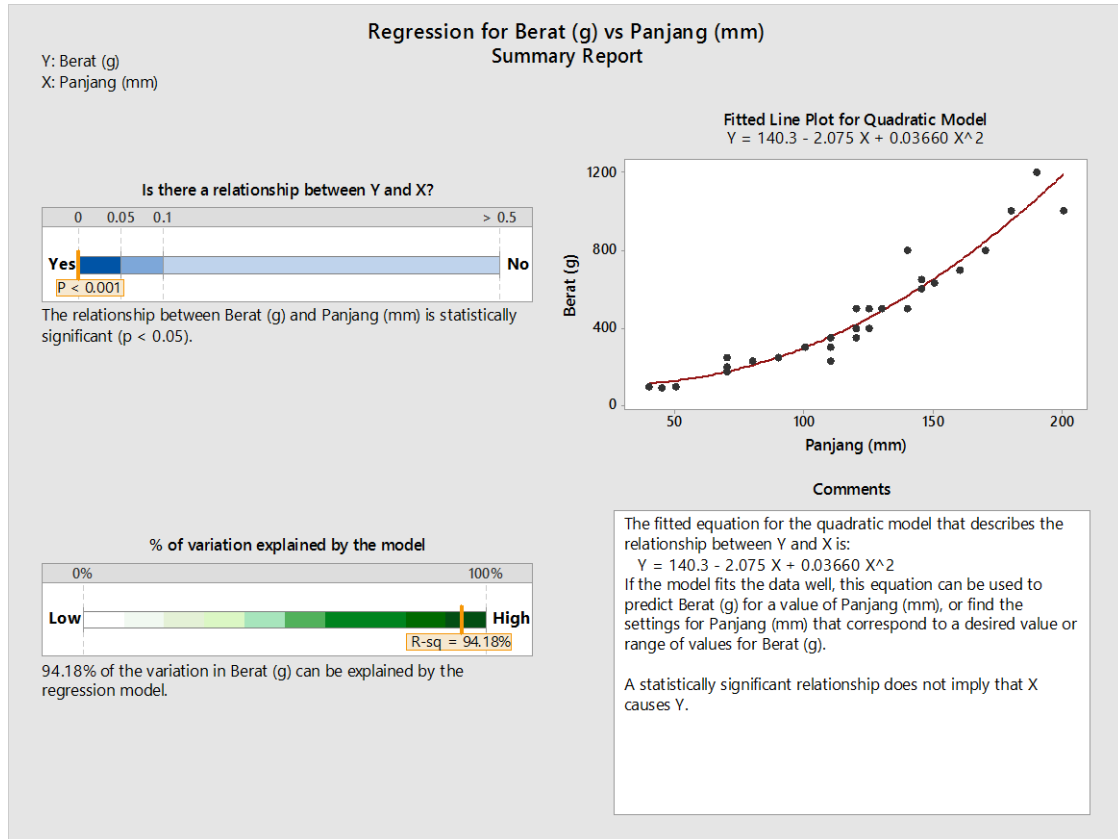 Regression for Berat (g) vs Panjang (mm)
Summary Report
Y: Berat (g)
X: Panjang (mm)
Is there a relationship between Y and X?
0 0.05 0.1 > 0.5
Yes No
P < 0.001
The relationship between Berat (g) and Panjang (mm) is statistically
significant (p < 0.05).
% of variation explained by the model
0% 100%
Low High
R-sq = 94.18%
94.18% of the variation in Berat (g) can be explained by the
regression model.
Fitted Line Plot for Quadratic Model
Y = 140.3 - 2.075 X + 0.03660 X^2
1200
800
400
0
Berat (g)
50 100 150 200
Panjang (mm)
Comments
The fitted equation for the quadratic model that describes the
relationship between Y and X is:
Y = 140.3 - 2.075 X + 0.03660 X^2
If the model fits the data well, this equation can be used to
predict Berat (g) for a value of Panjang (mm), or find the
settings for Panjang (mm) that correspond to a desired value or
range of values for Berat (g).
A statistically significant relationship does not imply that X
causes Y.